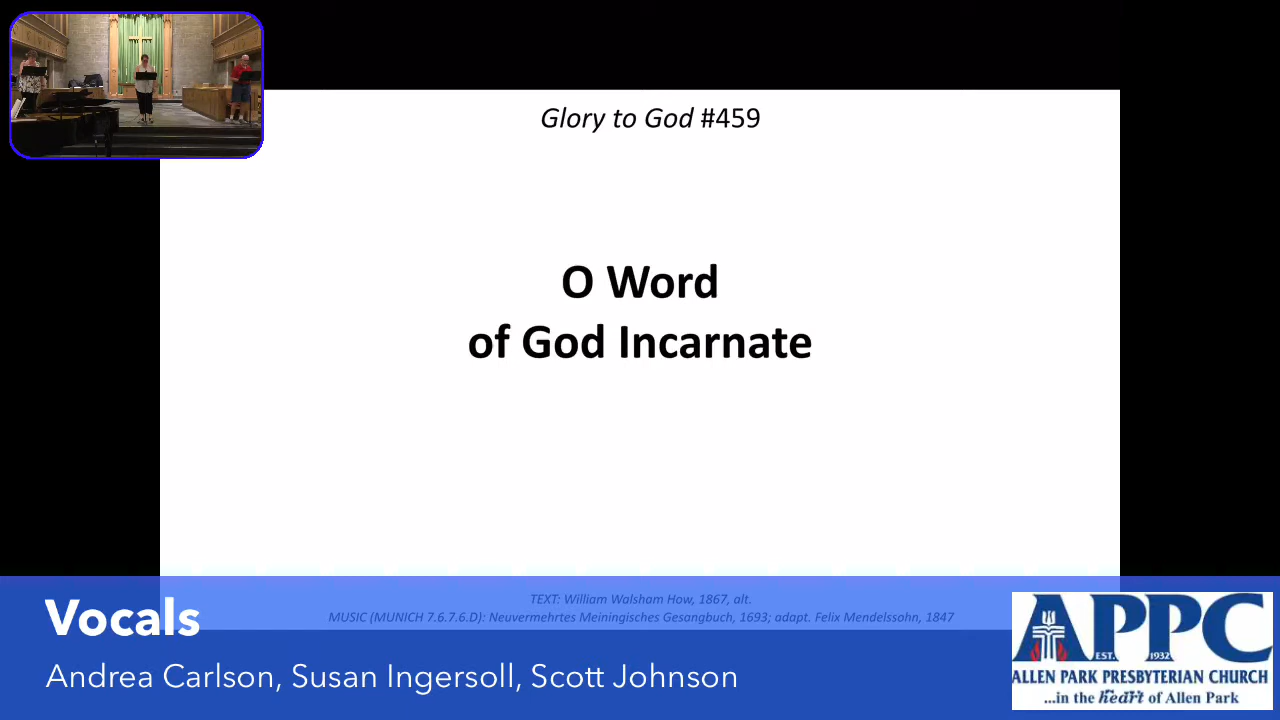 Glory to God #459
O Word
of God Incarnate
TEXT: William Walsham How, 1867, alt.
MUSIC (MUNICH 7.6.7.6.D): Neuvermehrtes Meiningisches Gesangbuch, 1693; adapt. Felix Mendelssohn, 1847
Vocals
Andrea Carlson, Susan Ingersoll, Scott Johnson
APPC
EST. 1932
ALLEN PARK PRESBYTERIAN CHURCH
...in the heart of Allen Park